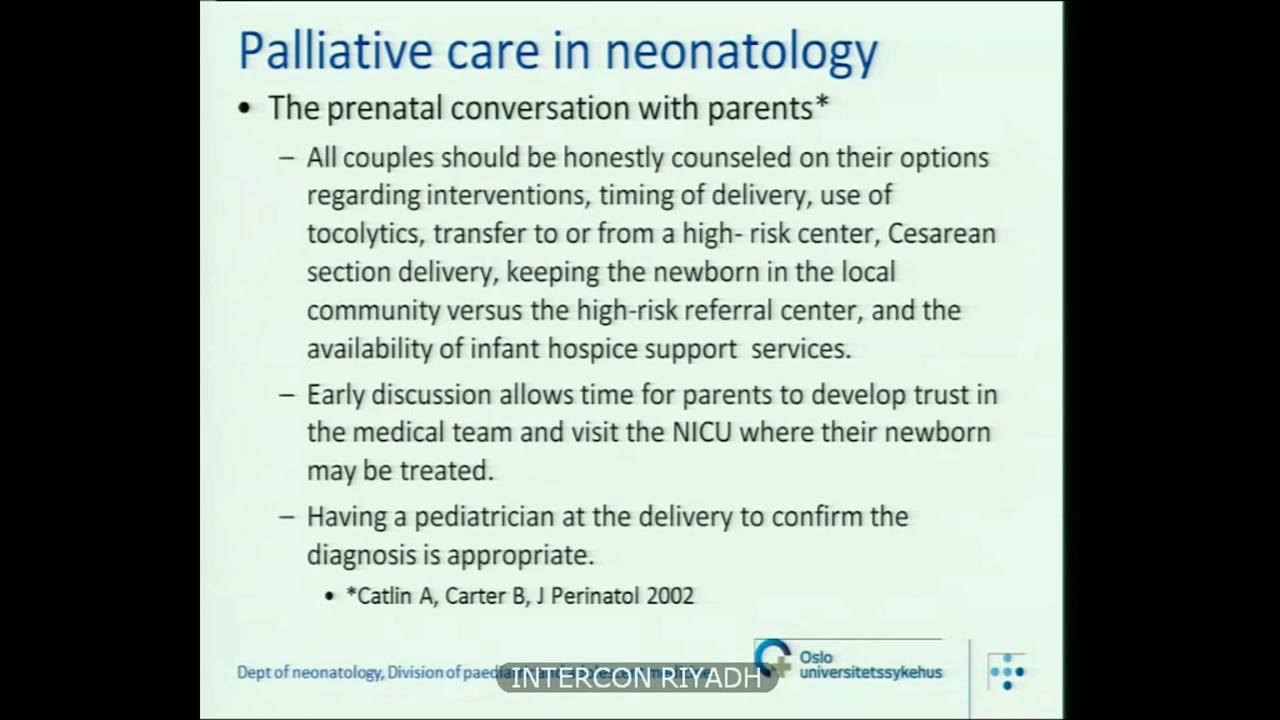 Palliative care in neonatology
• The prenatal conversation with parents*
– All couples should be honestly counseled on their options
regarding interventions, timing of delivery, use of
tocolytics, transfer to or from a high- risk center, Cesarean
section delivery, keeping the newborn in the local
community versus the high-risk referral center, and the
availability of infant hospice support services.
– Early discussion allows time for parents to develop trust in
the medical team and visit the NICU where their newborn
may be treated.
– Having a pediatrician at the delivery to confirm the
diagnosis is appropriate.
• *Catlin A, Carter B, J Perinatol 2002
Dept of neonatology, Division of
INTERCON RIYADH
Oslo
universitetssykehus